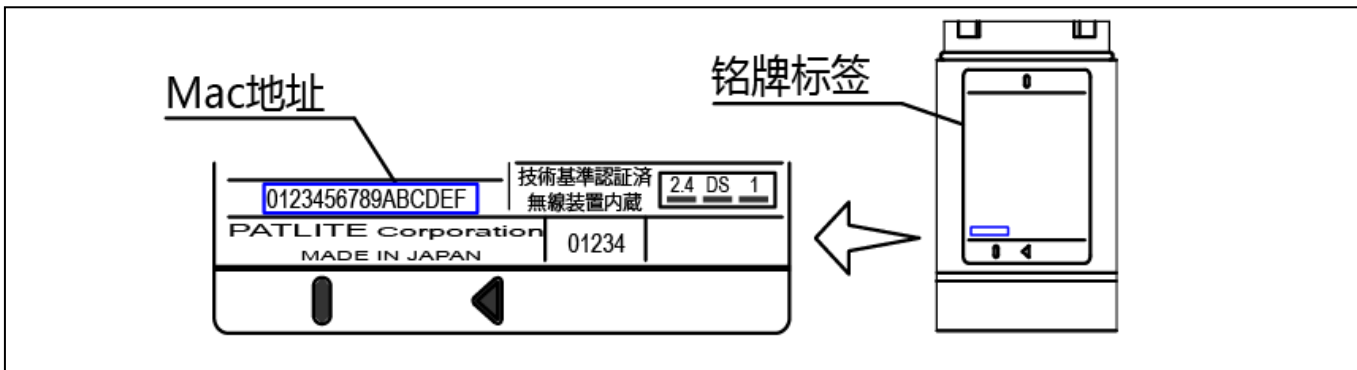 Mac地址
铭牌标签
0123456789ABCDEF
技術基準認証済
無線装置内蔵
2.4 DS 1
PATLITE Corporation
MADE IN JAPAN
01234